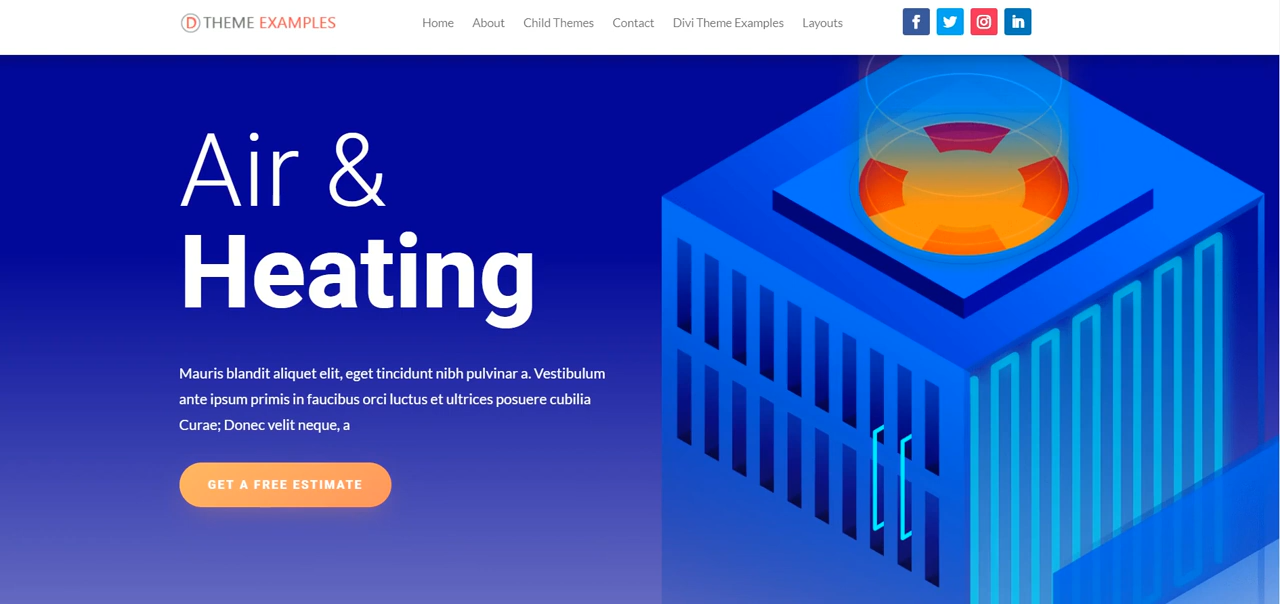 D THEME EXAMPLES
Home About Child Themes Contact Divi Theme Examples Layouts
Air &
Heating
Mauris blandit aliquet elit, eget tincidunt nibh pulvinar a. Vestibulum
ante ipsum primis in faucibus orci luctus et ultrices posuere cubilia
Curae; Donec velit neque, a
GET A FREE ESTIMATE